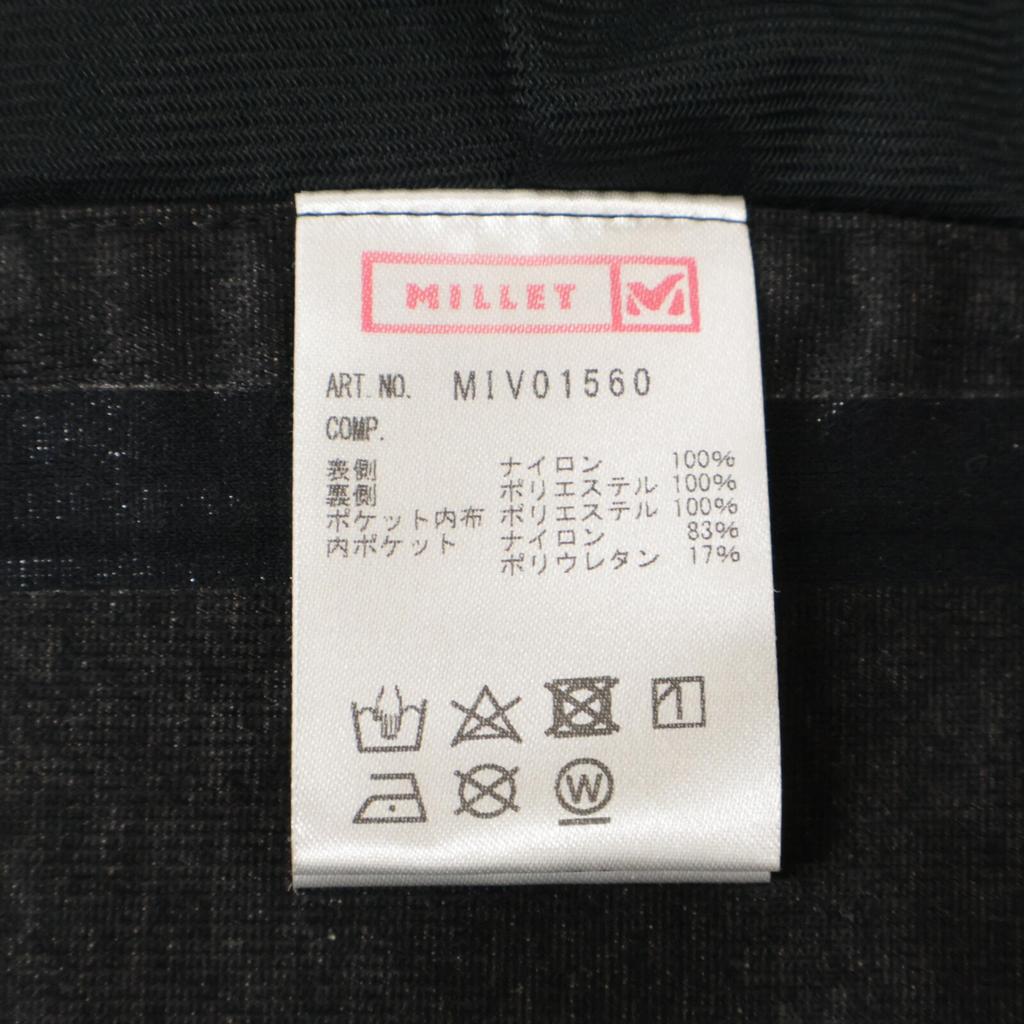 MILLET
ART.NO. MIV01560
COMP.
表側 ナイロン 100%
裏側 ポリエステル 100%
ポケット内布 ポリエステル 100%
内ポケット ナイロン 83%
ポリウレタン 17%
W